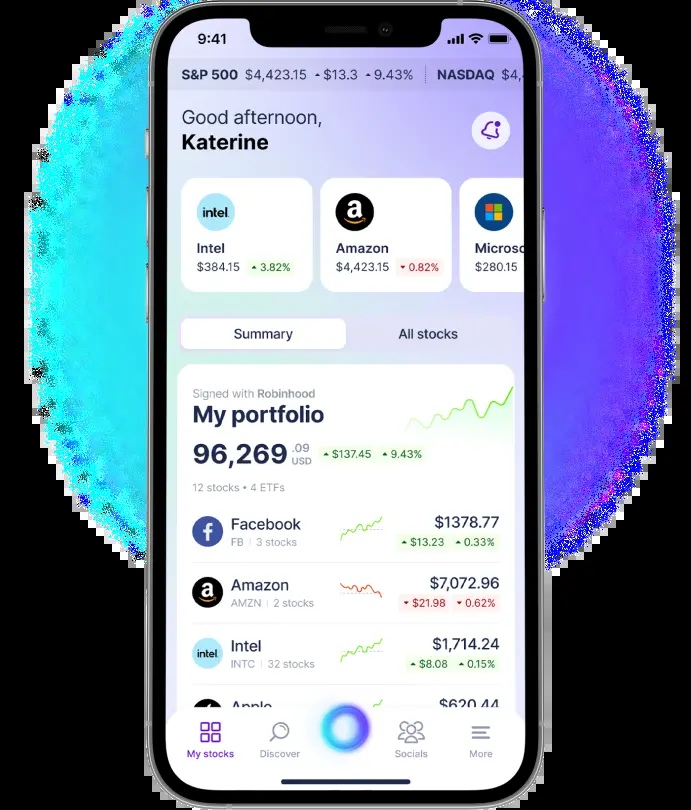 9:41
S&P 500 $4,423.15 $13.3 9.43% NASDAQ $4,
Good afternoon,
Katerine
intel
Intel
$384.15 3.82%
a
Amazon
$4,423.15 0.82%
Microsc
$280.15
Summary
All stocks
Signed with Robinhood
My portfolio
96,269 .09 USD $137.45 9.43%
12 stocks • 4 ETFs
f
Facebook $1378.77
FB | 3 stocks $13.23 0.33%
a
Amazon $7,072.96
AMZN | 2 stocks $21.98 0.62%
intel
Intel $1,714.24
INTC | 32 stocks $8.08 0.15%
Apple $620.44
My stocks Discover Socials More